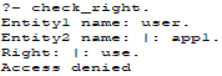 ?- check_right.
Entity1 name: user.
Entity2 name: |: appl.
Right: |: use.
Access denied